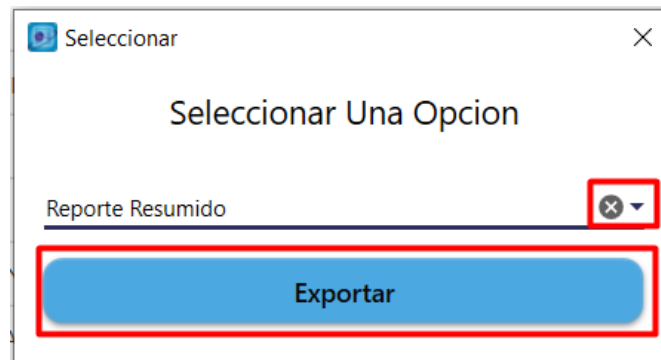 Seleccionar
Seleccionar Una Opcion
Reporte Resumido
Exportar